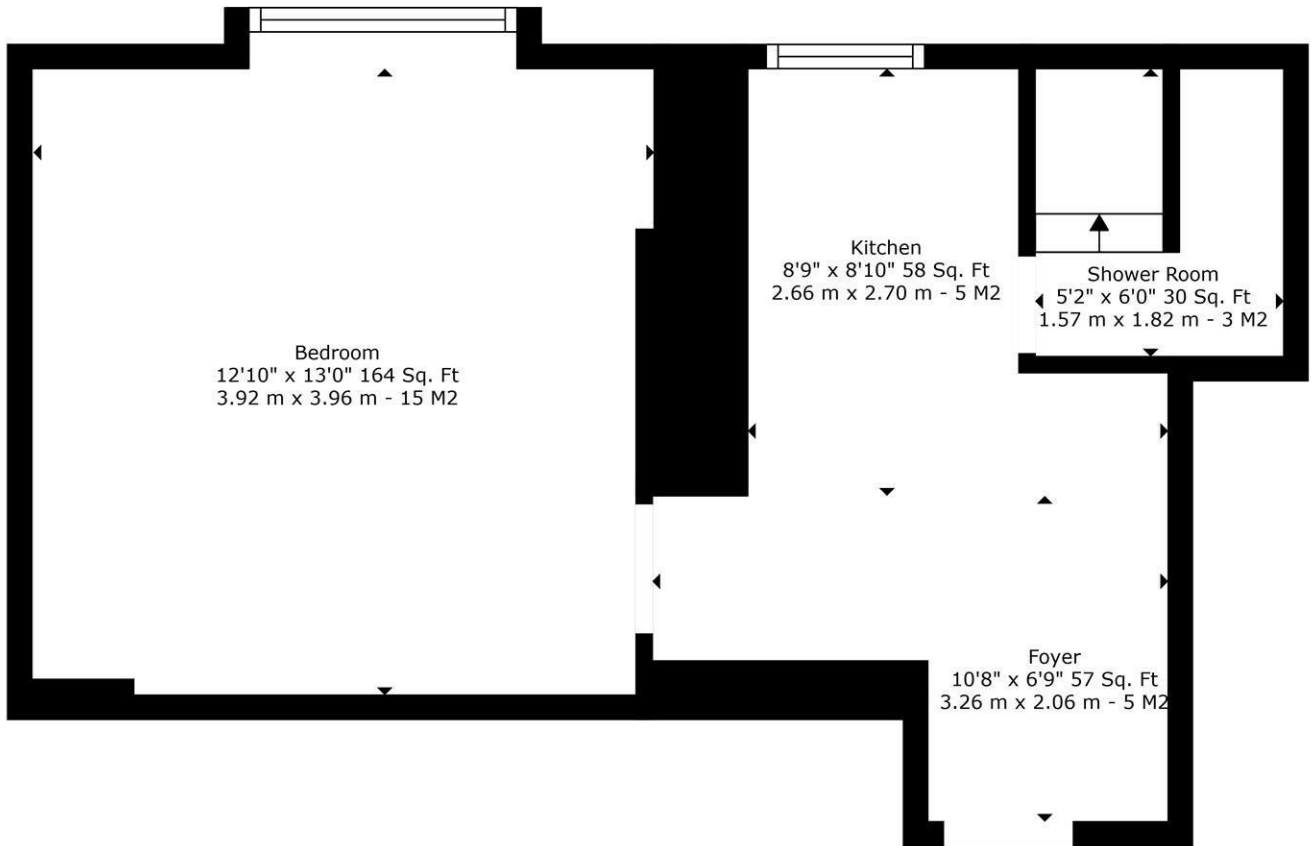 Kitchen
8'9" x 8'10" 58 Sq. Ft
2.66 m x 2.70 m - 5 M2
Shower Room
5'2" x 6'0" 30 Sq. Ft
1.57 m x 1.82 m - 3 M2
Bedroom
12'10" x 13'0" 164 Sq. Ft
3.92 m x 3.96 m - 15 M2
Foyer
10'8" x 6'9" 57 Sq. Ft
3.26 m x 2.06 m - 5 M2